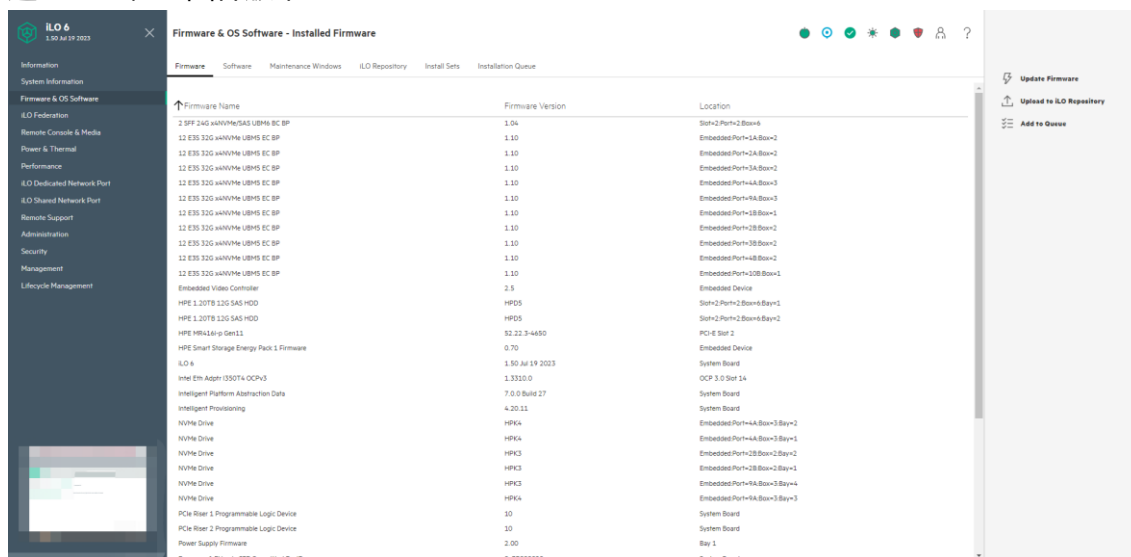 iLO 6
1.50 Jul 19 2023
Firmware & OS Software - Installed Firmware
Information
System Information
Firmware & OS Software
iLO Federation
Remote Console & Media
Power & Thermal
Performance
iLO Dedicated Network Port
iLO Shared Network Port
Remote Support
Administration
Security
Management
Lifecycle Management
Firmware Software Maintenance Windows iLO Repository Install Sets Installation Queue
Firmware Name Firmware Version Location
2 SFF 24G x4NVMe/SAS UBM6 BC BP 1.04 Slot=2:Port=2:Box=6
12 E3S 32G x4NVMe UBM5 EC BP 1.10 Embedded:Port=1A:Box=2
12 E3S 32G x4NVMe UBM5 EC BP 1.10 Embedded:Port=2A:Box=2
12 E3S 32G x4NVMe UBM5 EC BP 1.10 Embedded:Port=3A:Box=2
12 E3S 32G x4NVMe UBM5 EC BP 1.10 Embedded:Port=4A:Box=3
12 E3S 32G x4NVMe UBM5 EC BP 1.10 Embedded:Port=9A:Box=3
12 E3S 32G x4NVMe UBM5 EC BP 1.10 Embedded:Port=1B:Box=1
12 E3S 32G x4NVMe UBM5 EC BP 1.10 Embedded:Port=2B:Box=2
12 E3S 32G x4NVMe UBM5 EC BP 1.10 Embedded:Port=3B:Box=2
12 E3S 32G x4NVMe UBM5 EC BP 1.10 Embedded:Port=4B:Box=2
12 E3S 32G x4NVMe UBM5 EC BP 1.10 Embedded:Port=10B:Box=1
Embedded Video Controller 2.5 Embedded Device
HPE 1.20TB 12G SAS HDD HPD5 Slot=2:Port=2:Box=6:Bay=1
HPE 1.20TB 12G SAS HDD HPD5 Slot=2:Port=2:Box=6:Bay=2
HPE MR416i-p Gen11 52.22.3-4650 PCI-E Slot 2
HPE Smart Storage Energy Pack 1 Firmware 0.70 Embedded Device
iLO 6 1.50 Jul 19 2023 System Board
Intel Eth Adptr I350T4 OCPv3 1.3310.0 OCP 3.0 Slot 14
Intelligent Platform Abstraction Data 7.0.0 Build 27 System Board
Intelligent Provisioning 4.20.11 System Board
NVMe Drive HPK4 Embedded:Port=4A:Box=3:Bay=2
NVMe Drive HPK4 Embedded:Port=4A:Box=3:Bay=1
NVMe Drive HPK3 Embedded:Port=2B:Box=2:Bay=2
NVMe Drive HPK3 Embedded:Port=2B:Box=2:Bay=1
NVMe Drive HPK3 Embedded:Port=9A:Box=3:Bay=4
NVMe Drive HPK4 Embedded:Port=9A:Box=3:Bay=3
PCIe Riser 1 Programmable Logic Device 10 System Board
PCIe Riser 2 Programmable Logic Device 10 System Board
Power Supply Firmware 2.00 Bay 1
Update Firmware
Upload to iLO Repository
Add to Queue